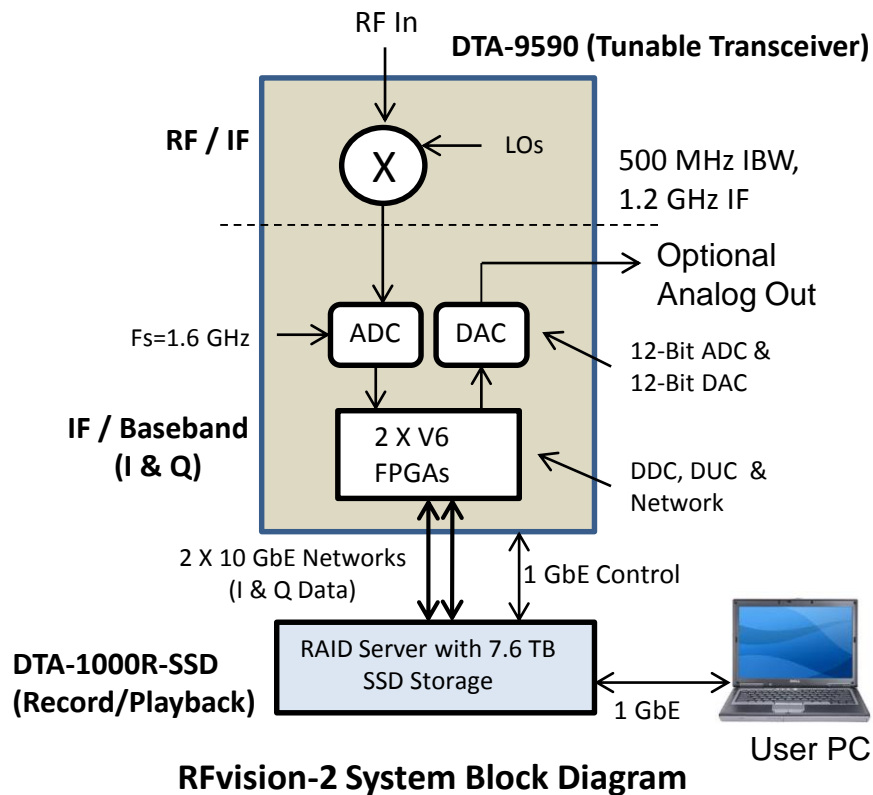 RF In
DTA-9590 (Tunable Transceiver)
RF / IF
LOs
X
500 MHz IBW,
1.2 GHz IF
Optional
Analog Out
Fs=1.6 GHz
ADC
DAC
12-Bit ADC &
12-Bit DAC
IF / Baseband
(I & Q)
2 X V6
FPGAs
DDC, DUC &
Network
2 X 10 GbE Networks
(I & Q Data)
1 GbE Control
DTA-1000R-SSD
(Record/Playback)
RAID Server with 7.6 TB
SSD Storage
1 GbE
User PC
RFvision-2 System Block Diagram